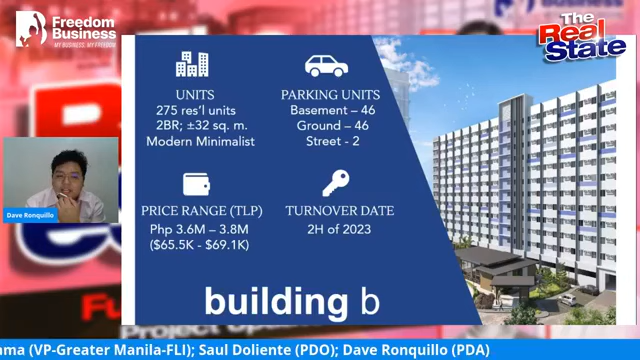 Freedom
Business
MY BUSINESS, MY FREEDOM
The
Real
State
UNITS
275 res'l units
2BR; ±32 sq. m.
Modern Minimalist
PARKING UNITS
Basement – 46
Ground – 46
Street - 2
PRICE RANGE (TLP)
Php 3.6M – 3.8M
($65.5K - $69.1K)
TURNOVER DATE
2H of 2023
building b
Dave Ronquillo
ma (VP-Greater Manila-FLI); Saul Doliente (PDO); Dave Ronquillo (PDA)